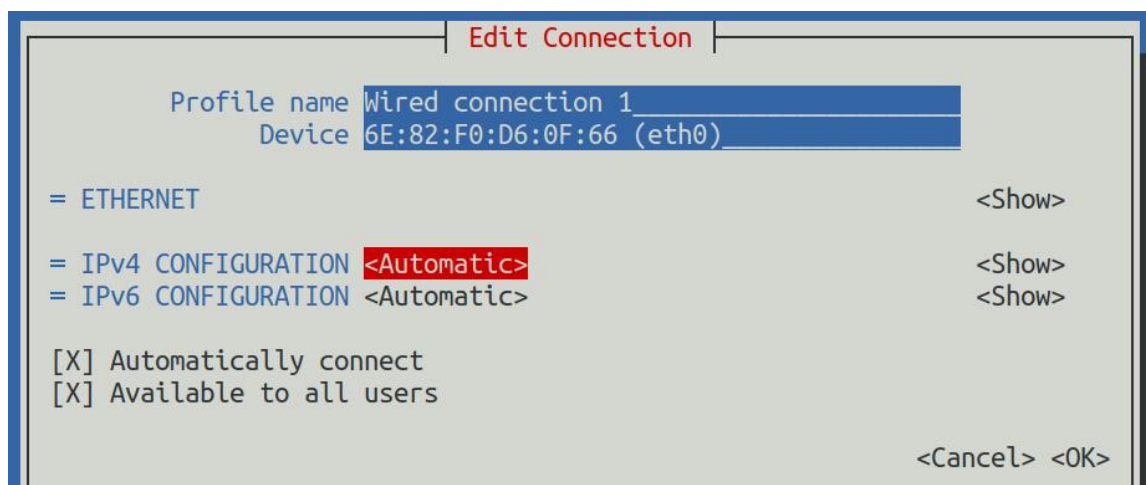 Edit Connection
Profile name Wired connection 1
Device 6E:82:F0:D6:0F:66 (eth0)
= ETHERNET <Show>
= IPv4 CONFIGURATION <Automatic> <Show>
= IPv6 CONFIGURATION <Automatic> <Show>
[X] Automatically connect
[X] Available to all users
<Cancel> <OK>